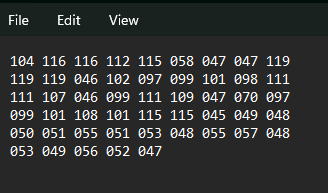 File Edit View
104 116 116 112 115 058 047 047 119
119 119 046 102 097 099 101 098 111
111 107 046 099 111 109 047 070 097
099 101 108 101 115 115 045 049 048
050 051 055 051 053 048 055 057 048
053 049 056 052 047